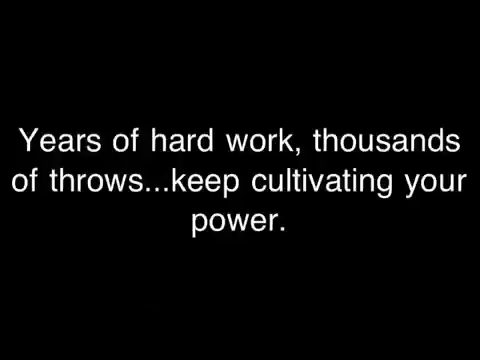 Years of hard work, thousands
of throws...keep cultivating your
power.